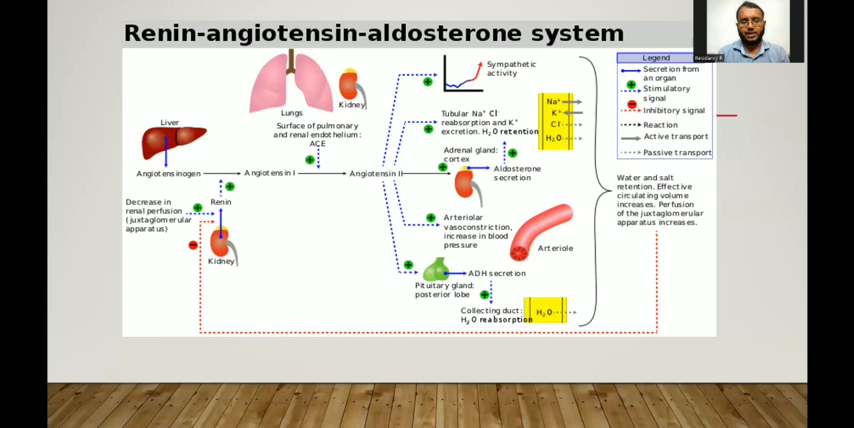 Renin-angiotensin-aldosterone system
Legend
Secretion from
an organ
Stimulatory
signal
Inhibitory signal
Reaction
Active transport
Passive transport
Sympathetic
activity
Lungs
Kidney
Liver
Surface of pulmonary
and renal endothelium:
ACE
Tubular Na⁺ Cl⁻
reabsorption and K⁺
excretion. H₂O retention
Na⁺
K⁺
Cl⁻
H₂O
Adrenal gland:
cortex
Angiotensinogen
Angiotensin I
Angiotensin II
Aldosterone
secretion
Decrease in
renal perfusion
(juxtaglomerular
apparatus)
Renin
Kidney
Arteriolar
vasoconstriction,
increase in blood
pressure
Arteriole
Water and salt
retention. Effective
circulating volume
increases. Perfusion
of the juxtaglomerular
apparatus increases.
ADH secretion
Pituitary gland:
posterior lobe
Collecting duct:
H₂O reabsorption
H₂O